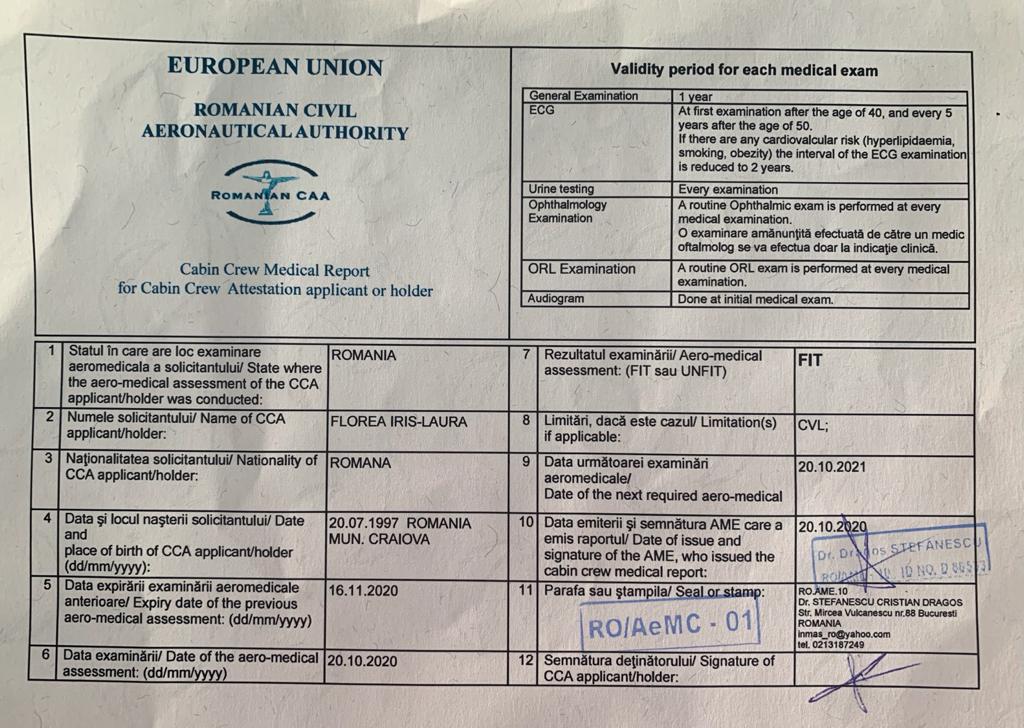 EUROPEAN UNION
ROMANIAN CIVIL
AERONAUTICAL AUTHORITY
ROMANIAN CAA
Cabin Crew Medical Report
for Cabin Crew Attestation applicant or holder
Validity period for each medical exam
General Examination
1 year
ECG
At first examination after the age of 40, and every 5
years after the age of 50.
If there are any cardiovalcular risk (hyperlipidaemia,
smoking, obezity) the interval of the ECG examination
is reduced to 2 years.
Urine testing
Every examination
Ophthalmology
Examination
A routine Ophthalmic exam is performed at every
medical examination.
O examinare amănunţită efectuată de către un medic
oftalmolog se va efectua doar la indicaţie clinică.
ORL Examination
A routine ORL exam is performed at every medical
examination.
Audiogram
Done at initial medical exam.
1
Statul în care are loc examinare
aeromedicala a solicitantului/ State where
the aero-medical assessment of the CCA
applicant/holder was conducted:
ROMANIA
2
Numele solicitantului/ Name of CCA
applicant/holder:
FLOREA IRIS-LAURA
3
Naţionalitatea solicitantului/ Nationality of
CCA applicant/holder:
ROMANA
4
Data şi locul naşterii solicitantului/ Date
and
place of birth of CCA applicant/holder
(dd/mm/yyyy):
20.07.1997 ROMANIA
MUN. CRAIOVA
5
Data expirării examinării aeromedicale
anterioare/ Expiry date of the previous
aero-medical assessment: (dd/mm/yyyy)
16.11.2020
6
Data examinării/ Date of the aero-medical
assessment: (dd/mm/yyyy)
20.10.2020
7
Rezultatul examinării/ Aero-medical
assessment: (FIT sau UNFIT)
FIT
8
Limitări, dacă este cazul/ Limitation(s)
if applicable:
CVL;
9
Data următoarei examinări
aeromedicale/
Date of the next required aero-medical
20.10.2021
10
Data emiterii şi semnătura AME care a
emis raportul/ Date of issue and
signature of the AME, who issued the
cabin crew medical report:
20.10.2020
Dr. Dragos STEFĂNESCU
ID NO. D
11
Parafa sau ştampila/ Seal or stamp:
RO/AeMC - 01
RO.AME.10
Dr. STEFANESCU CRISTIAN DRAGOS
Str. Mircea Vulcanescu nr.88 Bucuresti
ROMANIA
inmas_ro@yahoo.com
tel. 0213187249
12
Semnătura deţinătorului/ Signature of
CCA applicant/holder: